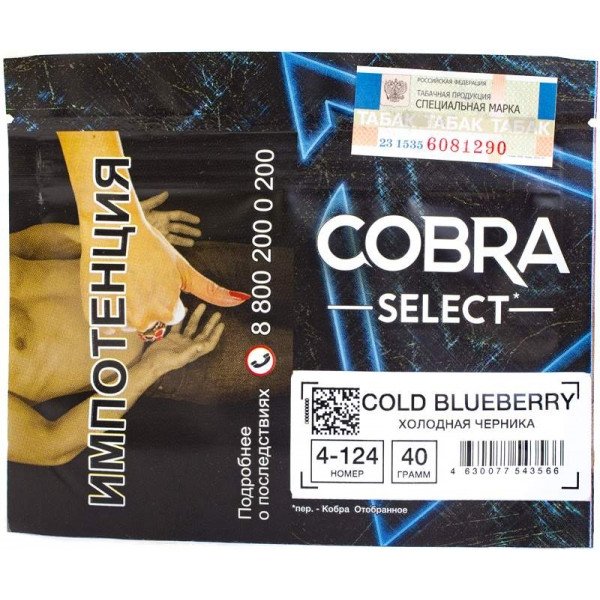 РОССИЙСКАЯ ФЕДЕРАЦИЯ
ТАБАЧНАЯ ПРОДУКЦИЯ
СПЕЦИАЛЬНАЯ МАРКА
ТАБАК ТАБАК ТАБАК
23 1535 6081290
ИМПОТЕНЦИЯ
Подробнее
о последствиях 8 800 200 0 200
COBRA
SELECT*
COLD BLUEBERRY
ХОЛОДНАЯ ЧЕРНИКА
4-124
НОМЕР
40
ГРАММ
4 630077 543566
*пер. - Кобра Отобранное